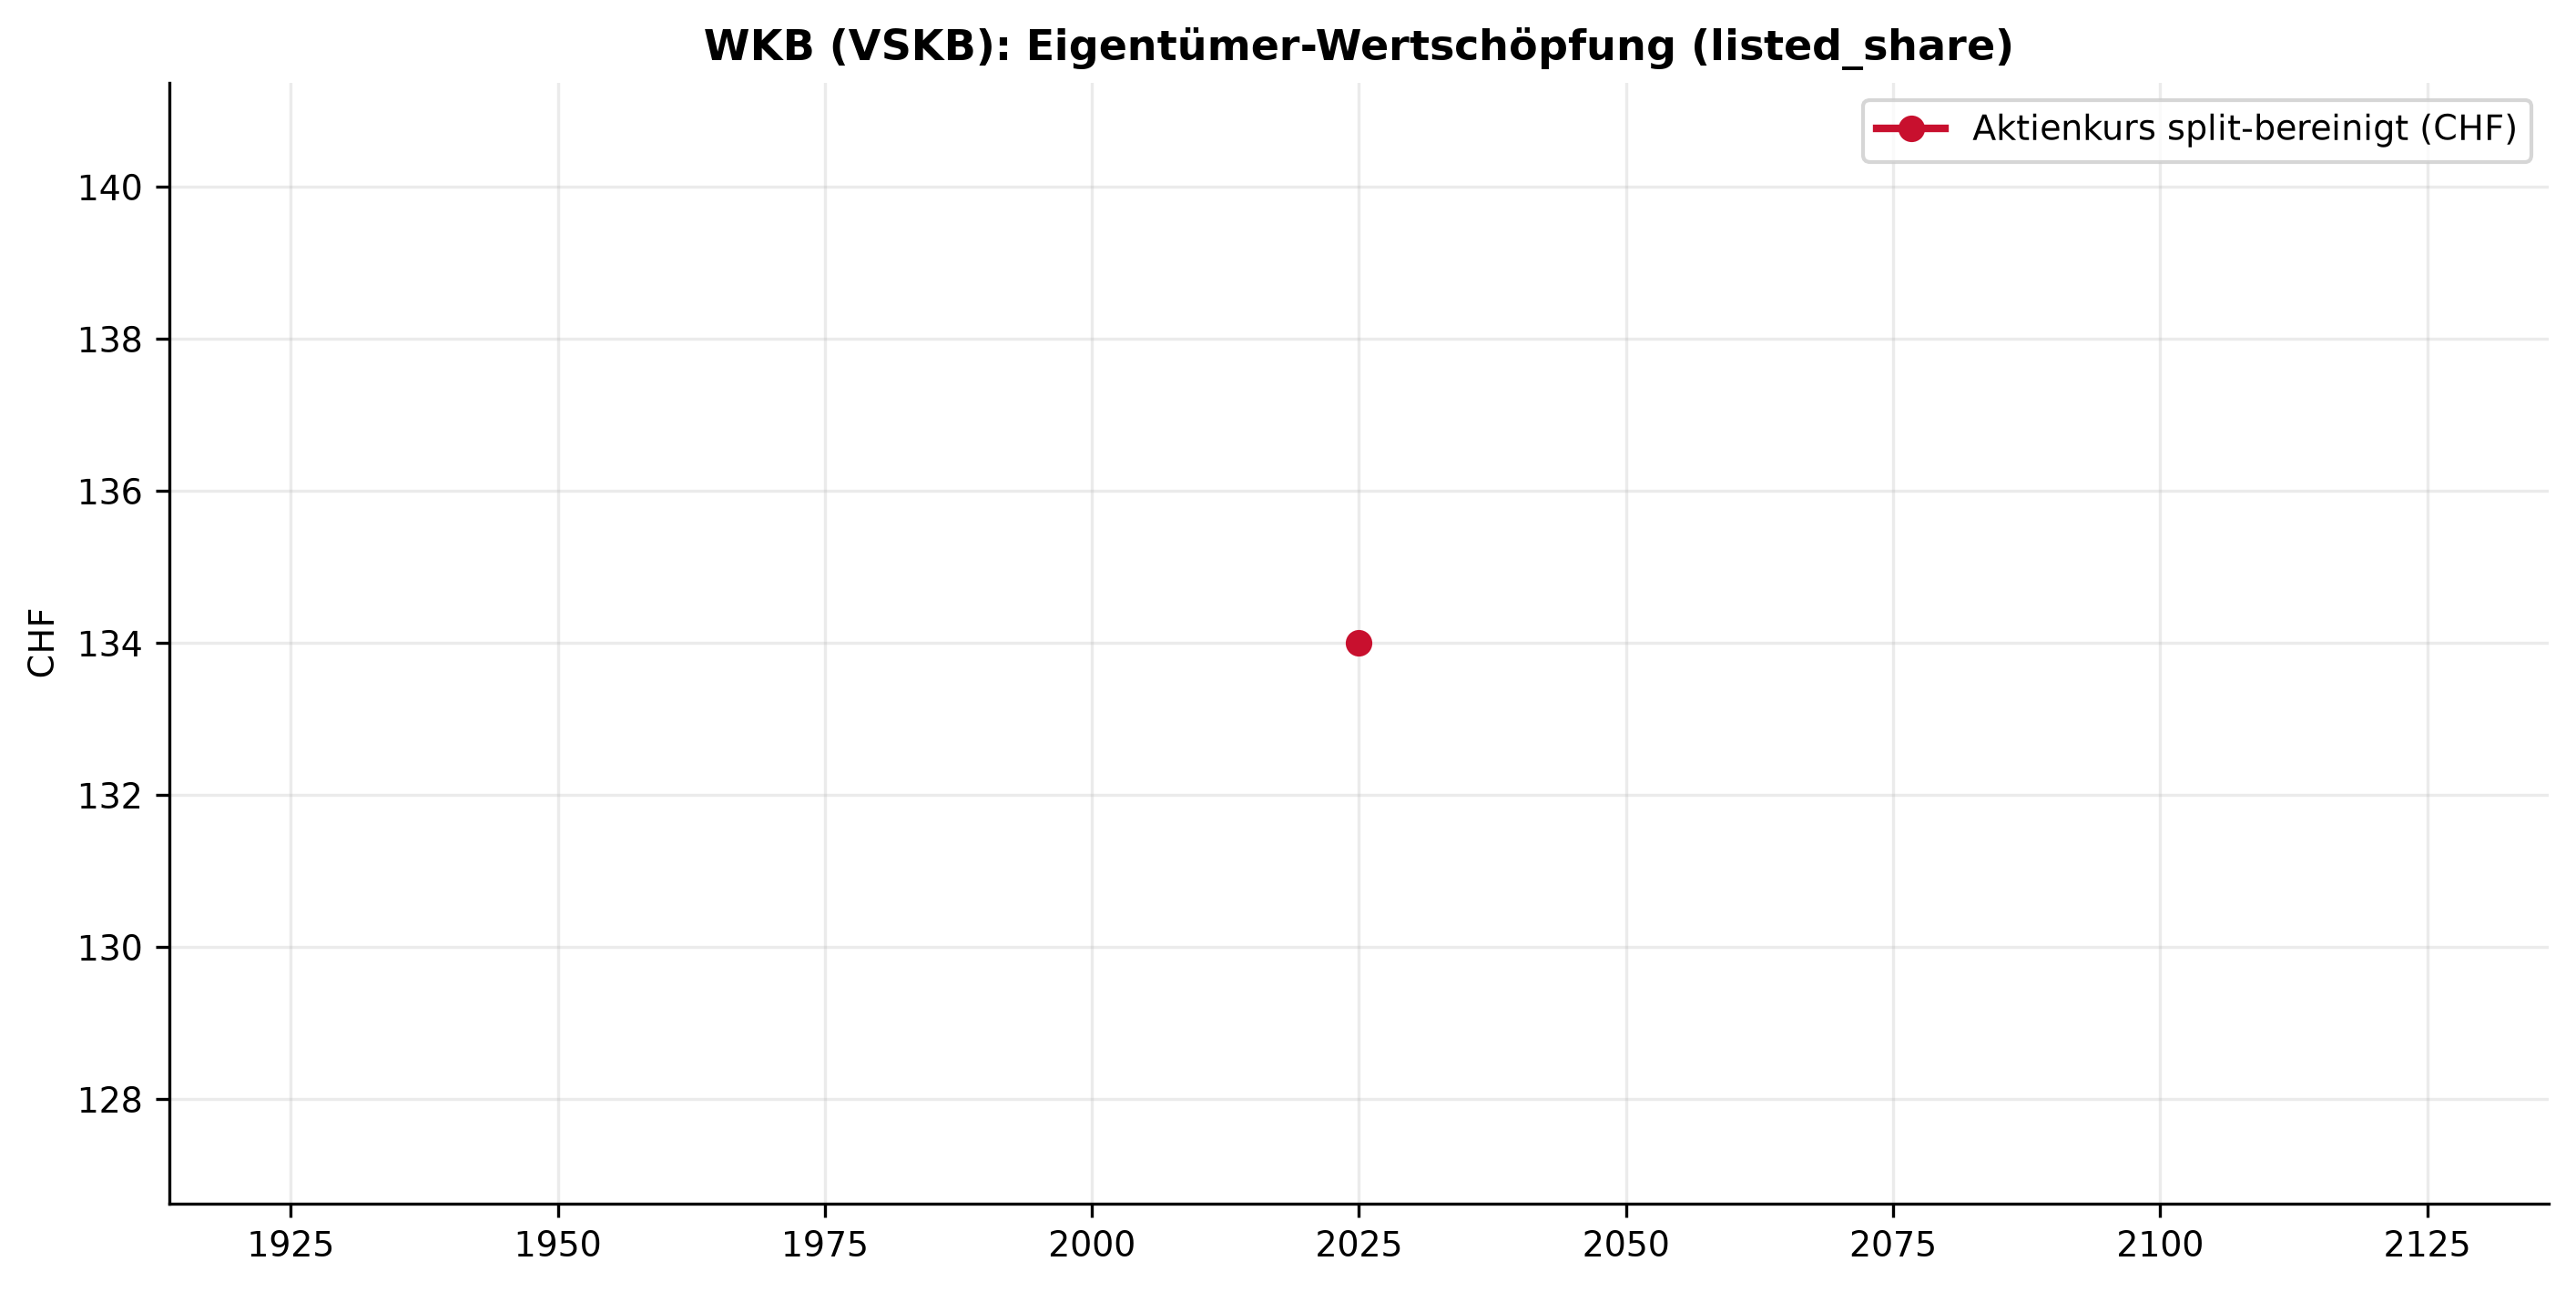 WKB (VSKB): Eigentümer-Wertschöpfung (listed_share)
Aktienkurs split-bereinigt (CHF)
CHF
140
138
136
134
132
130
128
1925 1950 1975 2000 2025 2050 2075 2100 2125